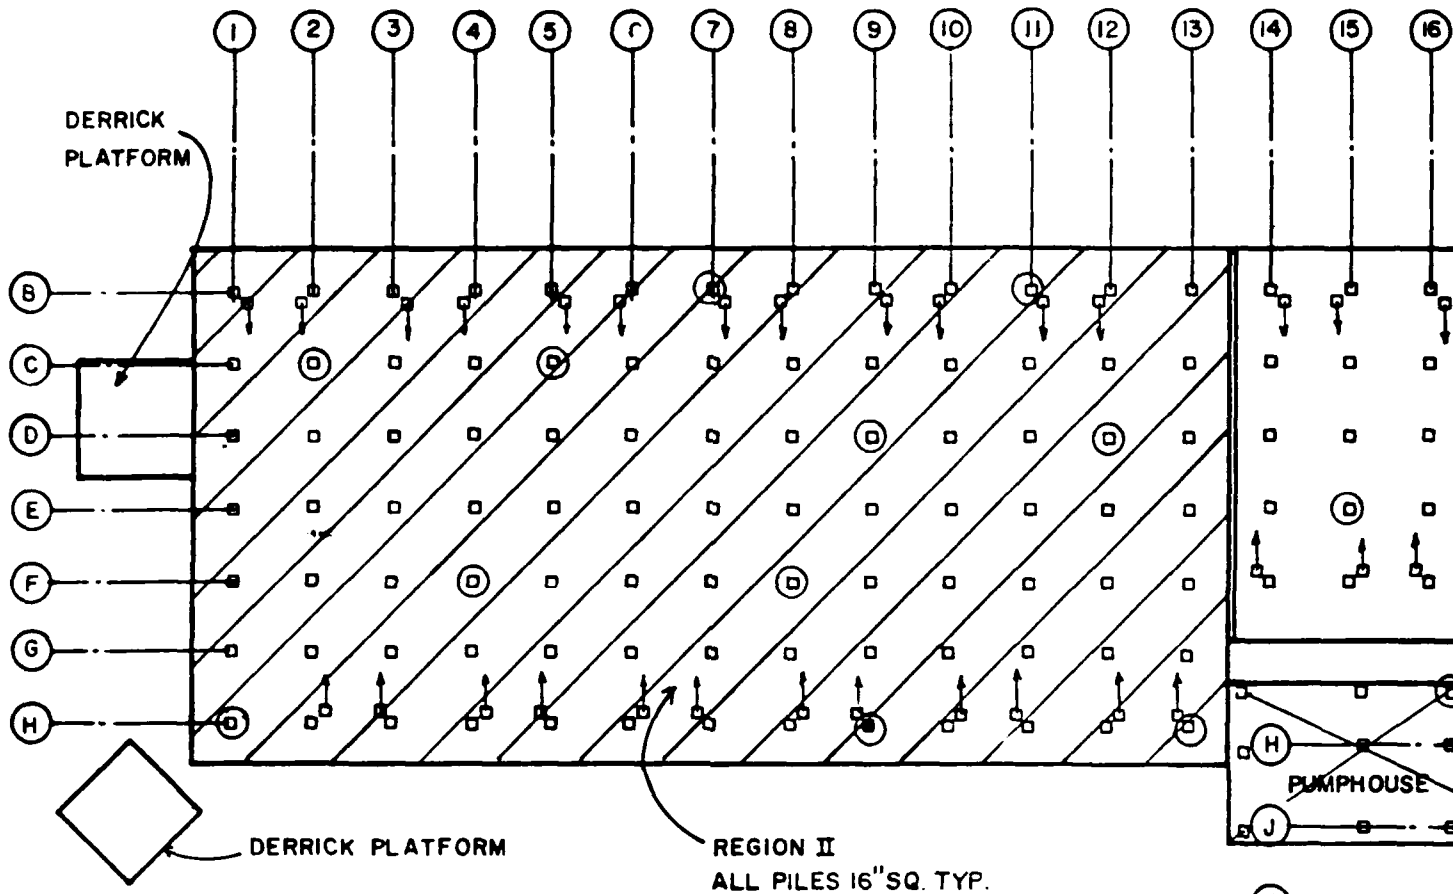 1 2 3 4 5 7 8 9 10 11 12 13 14 15 16
DERRICK
PLATFORM
B
C
D
E
F
G
H
H
PUMPHOUSE
J
DERRICK PLATFORM
REGION II
ALL PILES 16"SQ. TYP.